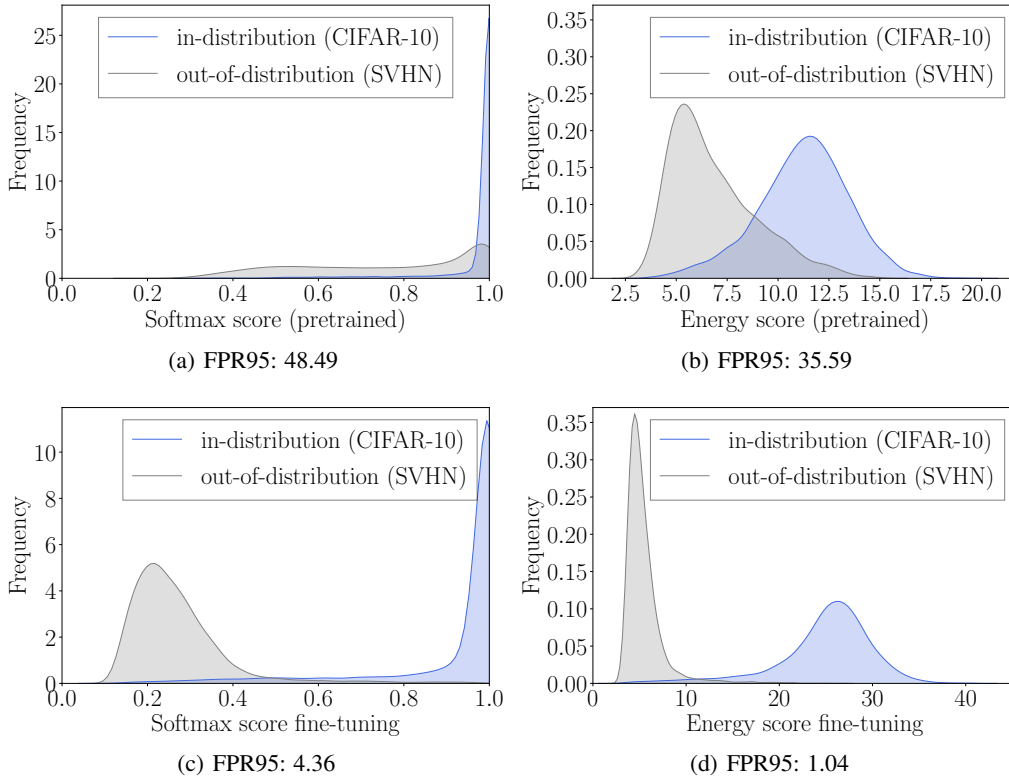 in-distribution (CIFAR-10)
out-of-distribution (SVHN)
Frequency
25
20
15
10
5
0
0.0 0.2 0.4 0.6 0.8 1.0
Softmax score (pretrained)
(a) FPR95: 48.49
in-distribution (CIFAR-10)
out-of-distribution (SVHN)
Frequency
0.35
0.30
0.25
0.20
0.15
0.10
0.05
0.00
2.5 5.0 7.5 10.0 12.5 15.0 17.5 20.0
Energy score (pretrained)
(b) FPR95: 35.59
in-distribution (CIFAR-10)
out-of-distribution (SVHN)
Frequency
10
8
6
4
2
0
0.0 0.2 0.4 0.6 0.8 1.0
Softmax score fine-tuning
(c) FPR95: 4.36
in-distribution (CIFAR-10)
out-of-distribution (SVHN)
Frequency
0.35
0.30
0.25
0.20
0.15
0.10
0.05
0.00
0 10 20 30 40
Energy score fine-tuning
(d) FPR95: 1.04